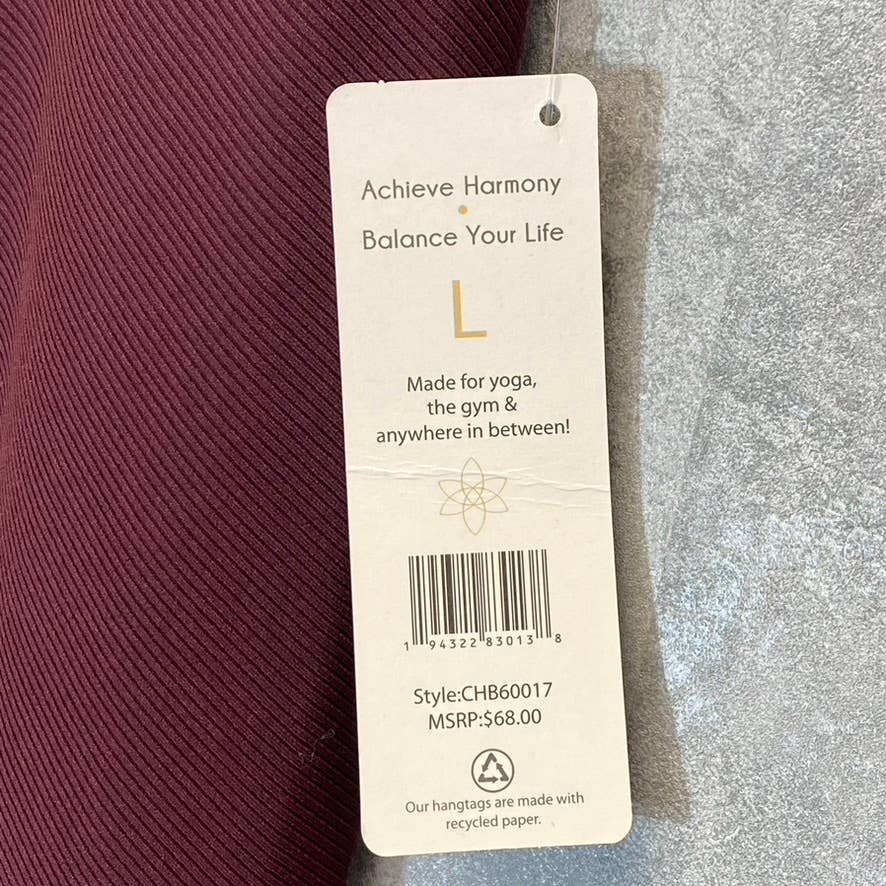 Achieve Harmony
Balance Your Life
L
Made for yoga,
the gym &
anywhere in between!
1 94322 83013 8
Style:CHB60017
MSRP:$68.00
Our hangtags are made with
recycled paper.